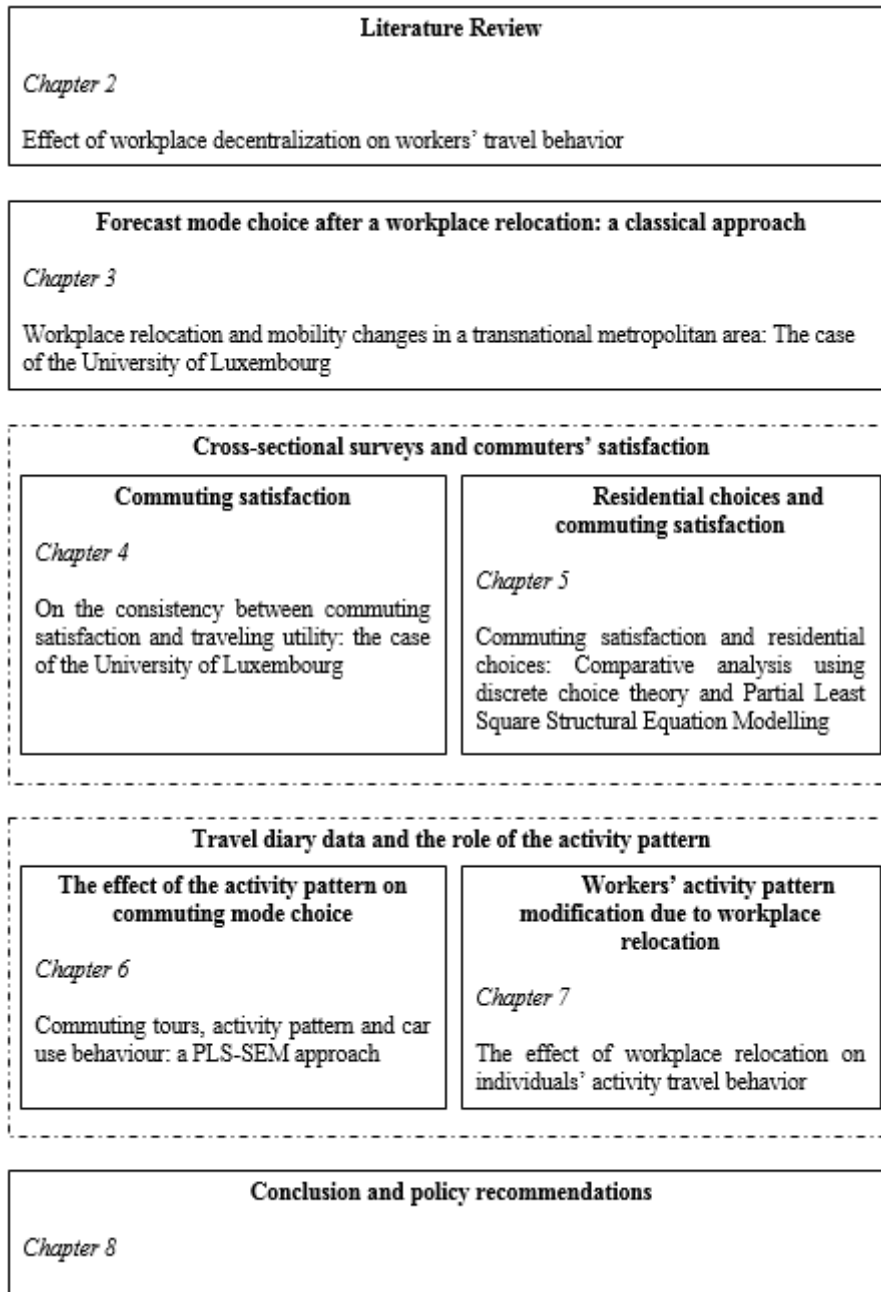 Literature Review
Chapter 2
Effect of workplace decentralization on workers' travel behavior
Forecast mode choice after a workplace relocation: a classical approach
Chapter 3
Workplace relocation and mobility changes in a transnational metropolitan area: The case
of the University of Luxembourg
Cross-sectional surveys and commuters' satisfaction
Commuting satisfaction
Chapter 4
On the consistency between commuting
satisfaction and traveling utility: the case
of the University of Luxembourg
Residential choices and
commuting satisfaction
Chapter 5
Commuting satisfaction and residential
choices: Comparative analysis using
discrete choice theory and Partial Least
Square Structural Equation Modelling
Travel diary data and the role of the activity pattern
The effect of the activity pattern on
commuting mode choice
Chapter 6
Commuting tours, activity pattern and car
use behaviour: a PLS-SEM approach
Workers' activity pattern
modification due to workplace
relocation
Chapter 7
The effect of workplace relocation on
individuals' activity travel behavior
Conclusion and policy recommendations
Chapter 8